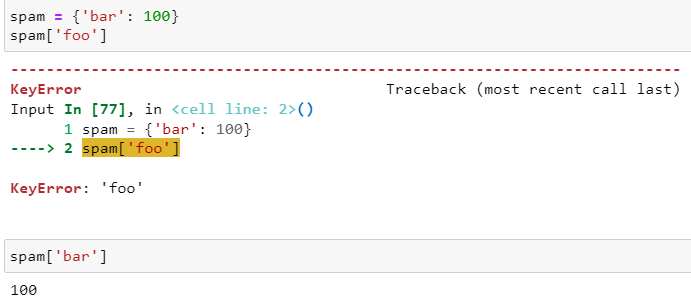 spam = {'bar': 100}
spam['foo']
---------------------------------------------------------------------------
KeyError                                  Traceback (most recent call last)
Input In [77], in <cell line: 2>()
      1 spam = {'bar': 100}
----> 2 spam['foo']
KeyError: 'foo'
spam['bar']
100